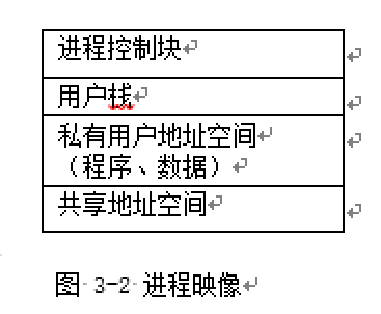 进程控制块
用户栈
私有用户地址空间
（程序、数据）
共享地址空间
图 3-2 进程映像